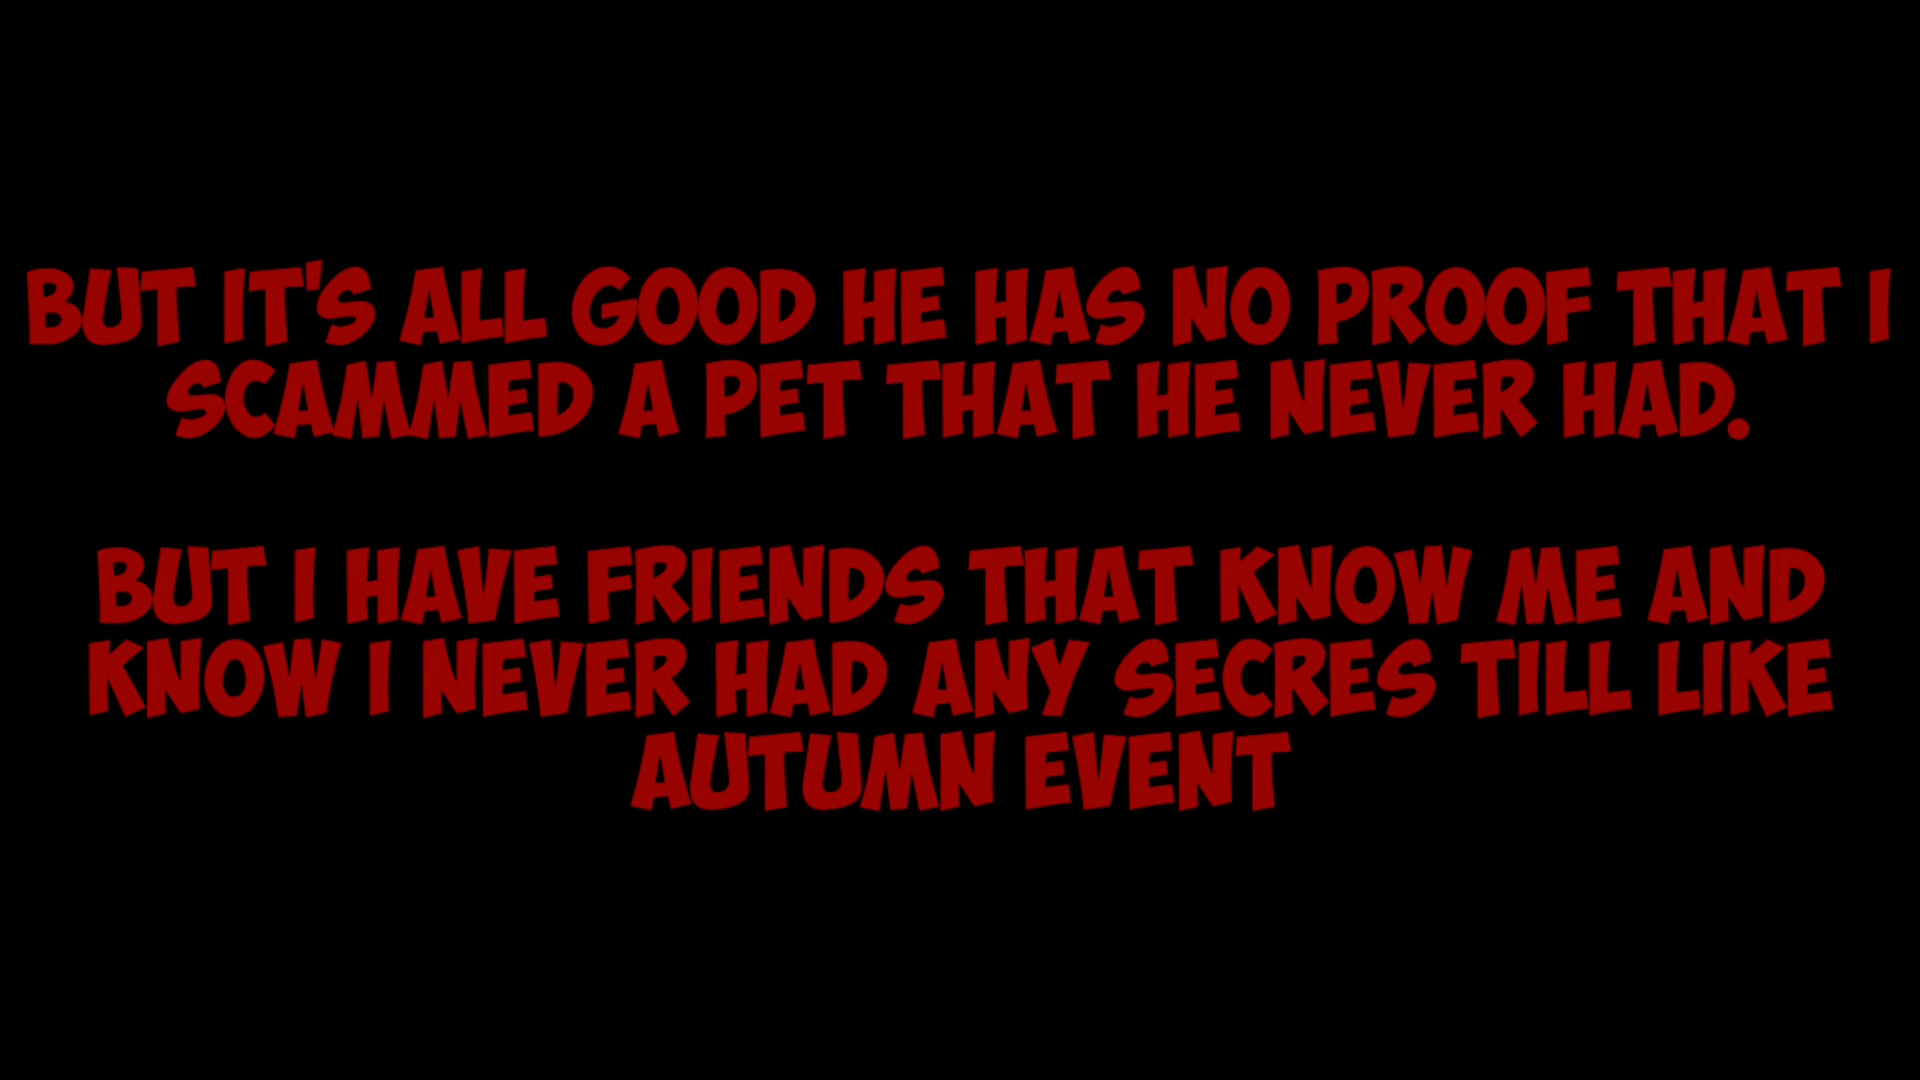 BUT IT'S ALL GOOD HE HAS NO PROOF THAT I
SCAMMED A PET THAT HE NEVER HAD.
BUT I HAVE FRIENDS THAT KNOW ME AND
KNOW I NEVER HAD ANY SECRES TILL LIKE
AUTUMN EVENT